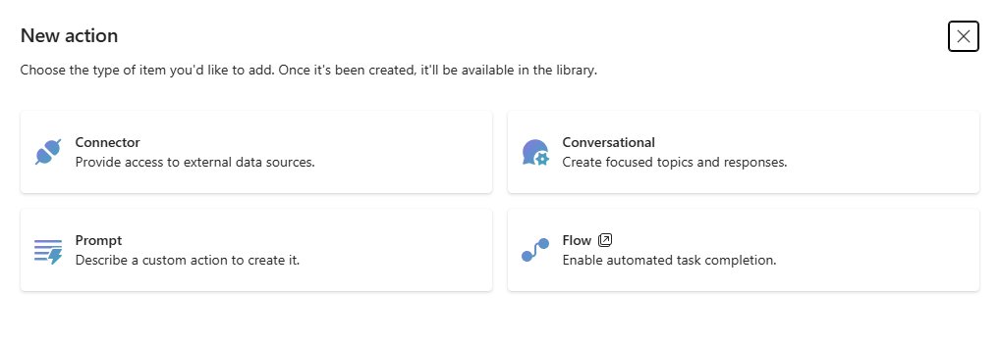 New action
Choose the type of item you'd like to add. Once it's been created, it'll be available in the library.
Connector
Provide access to external data sources.
Conversational
Create focused topics and responses.
Prompt
Describe a custom action to create it.
Flow
Enable automated task completion.